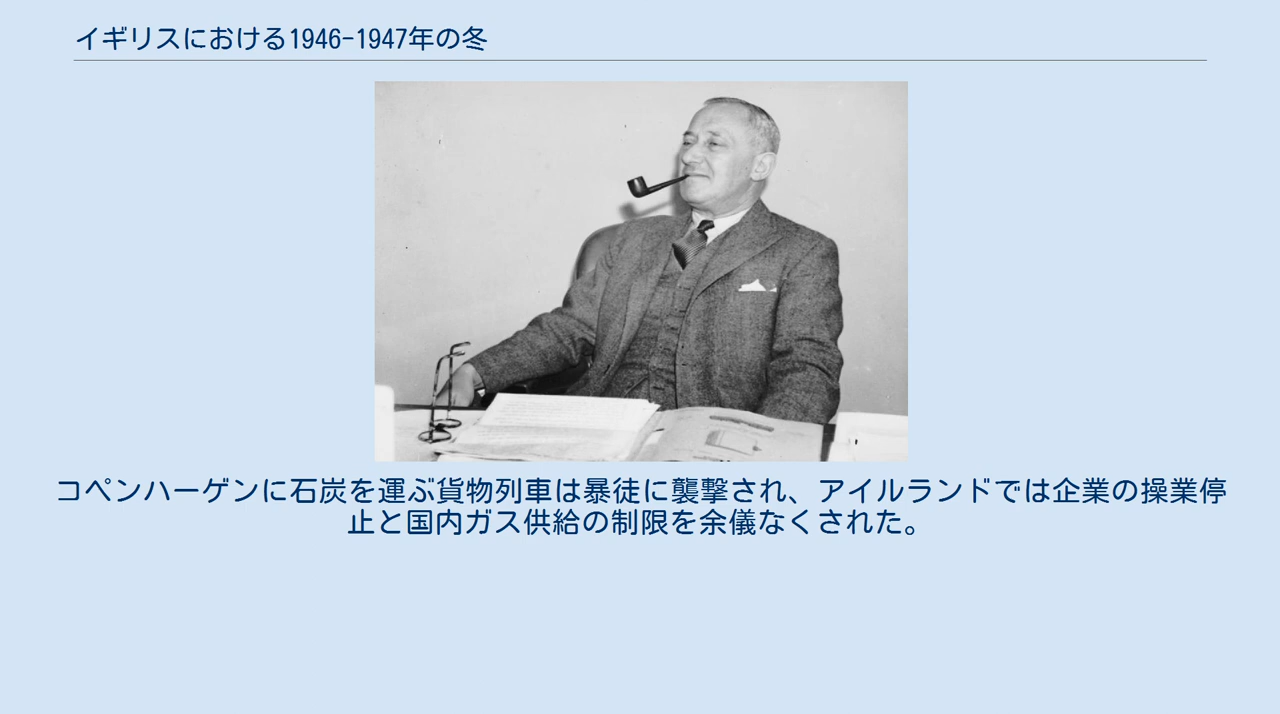 イギリスにおける1946-1947年の冬
コペンハーゲンに石炭を運ぶ貨物列車は暴徒に襲撃され、アイルランドでは企業の操業停
止と国内ガス供給の制限を余儀なくされた。